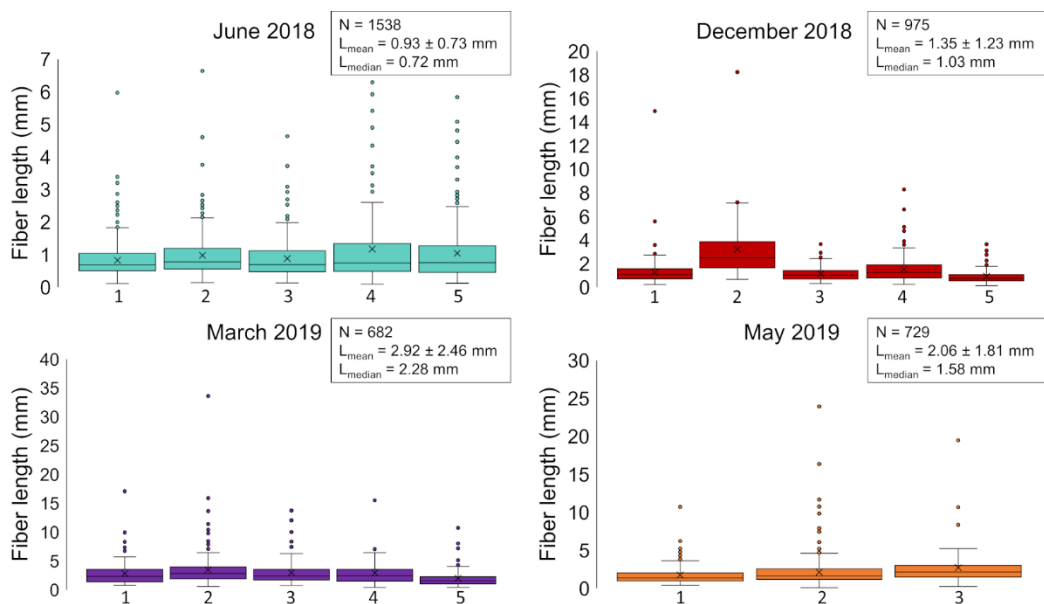 June 2018
N = 1538
Lmean = 0.93 ± 0.73 mm
Lmedian = 0.72 mm
Fiber length (mm)
7
6
5
4
3
2
1
0
1 2 3 4 5
December 2018
N = 975
Lmean = 1.35 ± 1.23 mm
Lmedian = 1.03 mm
Fiber length (mm)
20
18
16
14
12
10
8
6
4
2
0
1 2 3 4 5
March 2019
N = 682
Lmean = 2.92 ± 2.46 mm
Lmedian = 2.28 mm
Fiber length (mm)
40
35
30
25
20
15
10
5
0
1 2 3 4 5
May 2019
N = 729
Lmean = 2.06 ± 1.81 mm
Lmedian = 1.58 mm
Fiber length (mm)
30
25
20
15
10
5
0
1 2 3